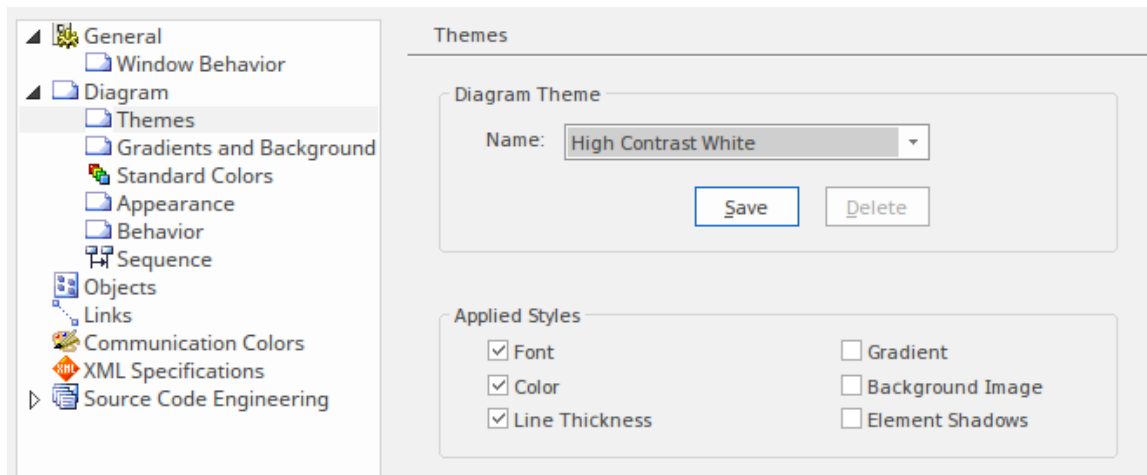 General
Window Behavior
Diagram
Themes
Gradients and Background
Standard Colors
Appearance
Behavior
Sequence
Objects
Links
Communication Colors
XML Specifications
Source Code Engineering
Themes
Diagram Theme
Name: High Contrast White
Save Delete
Applied Styles
Font Gradient
Color Background Image
Line Thickness Element Shadows